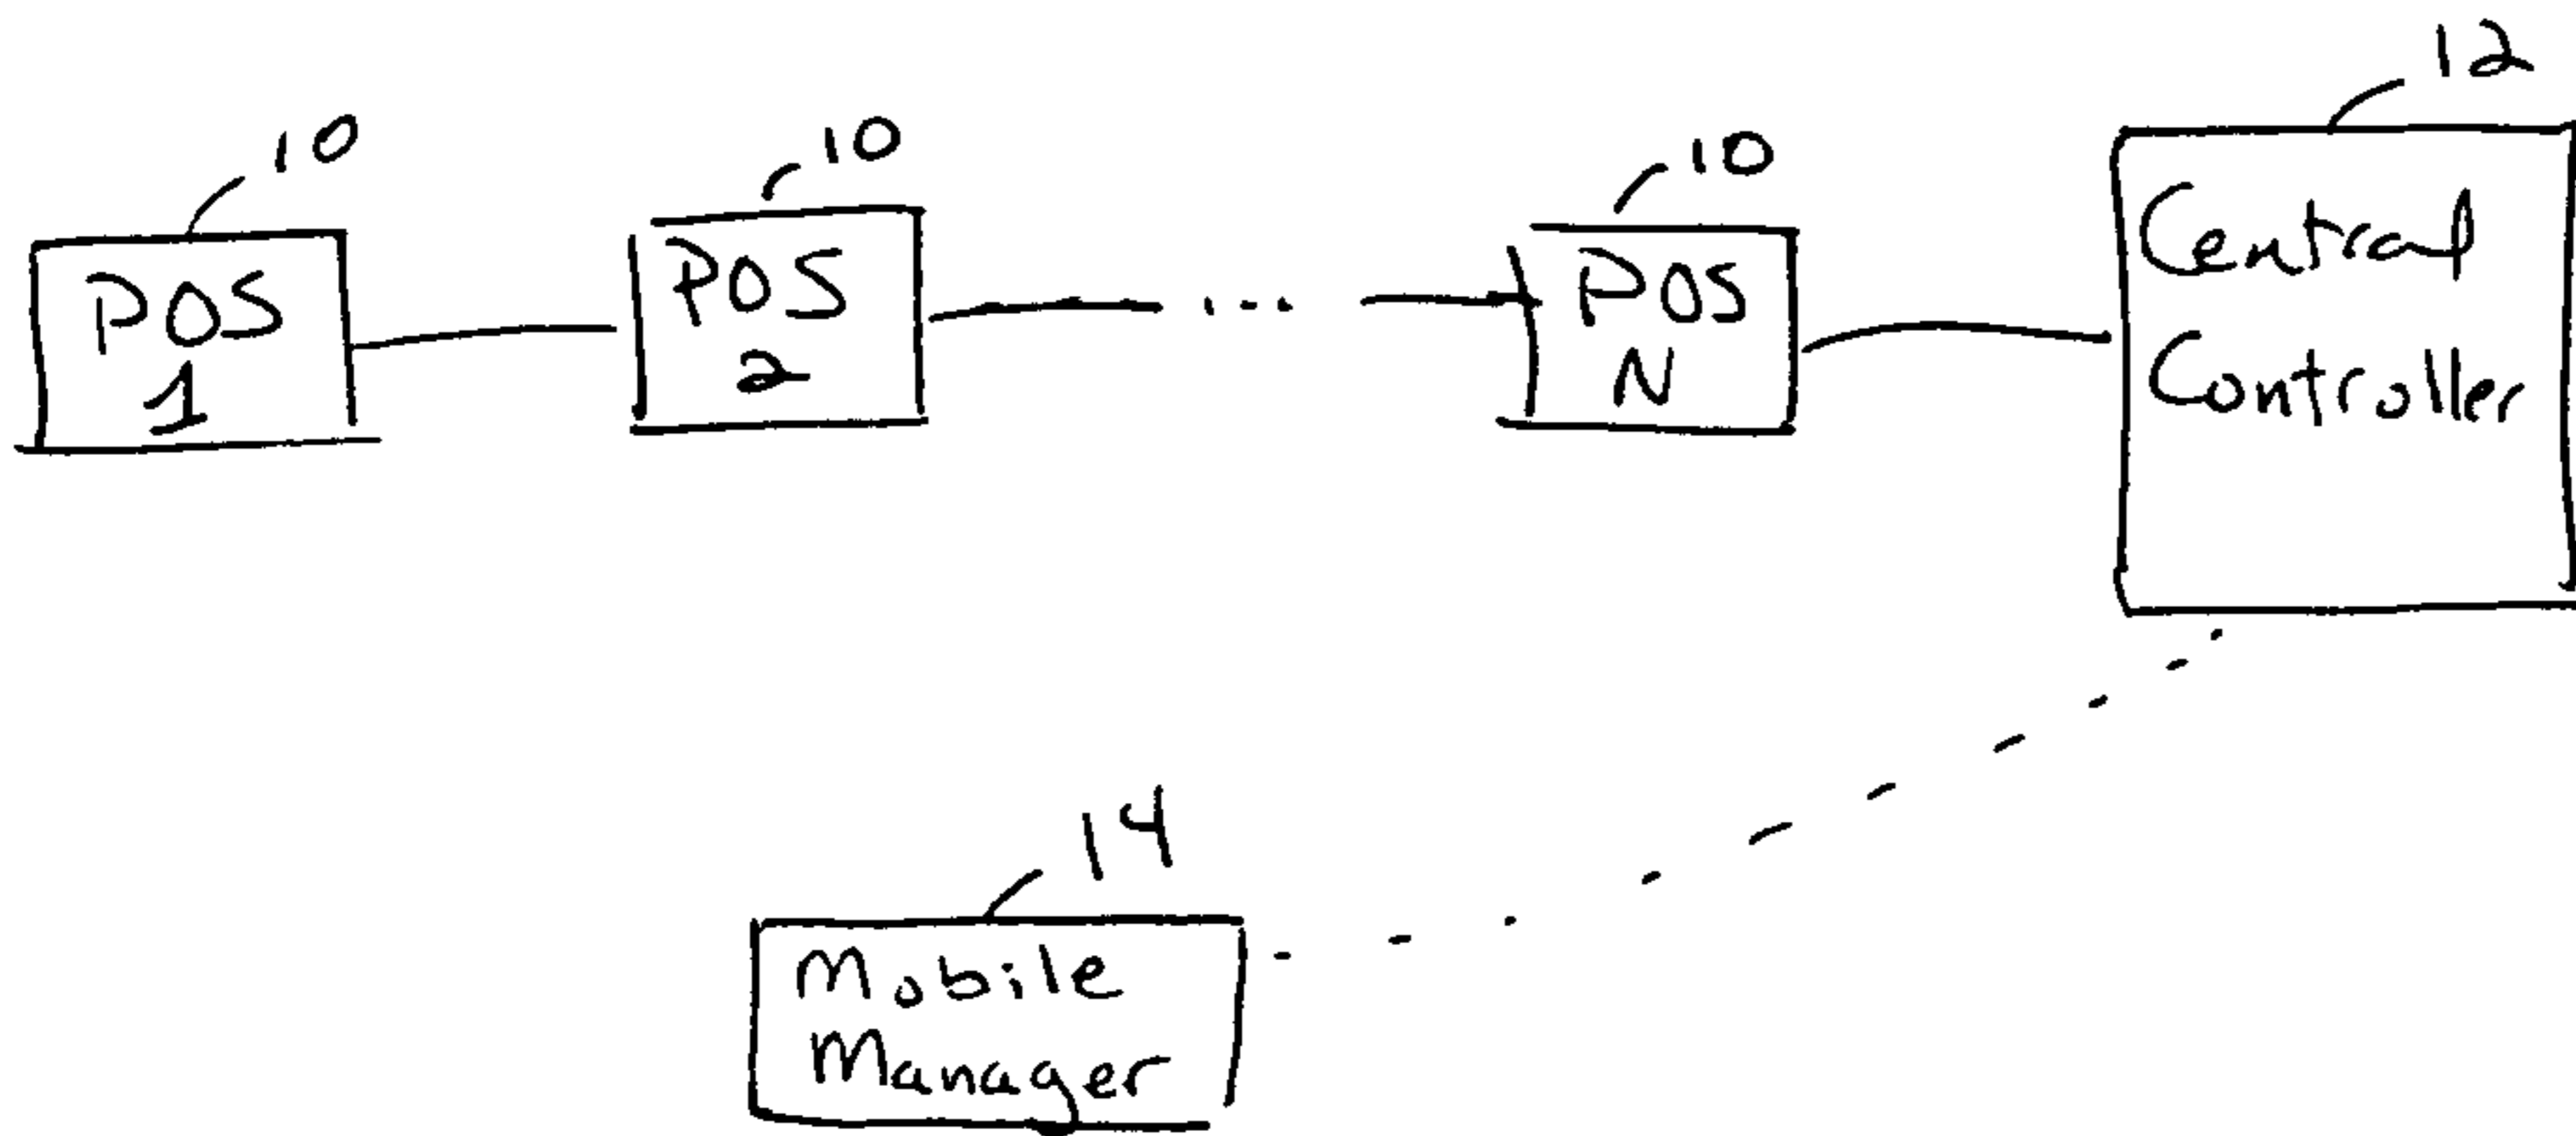 10
10
10
12
POS
1
POS
2
...
POS
N
Central
Controller
14
Mobile
Manager